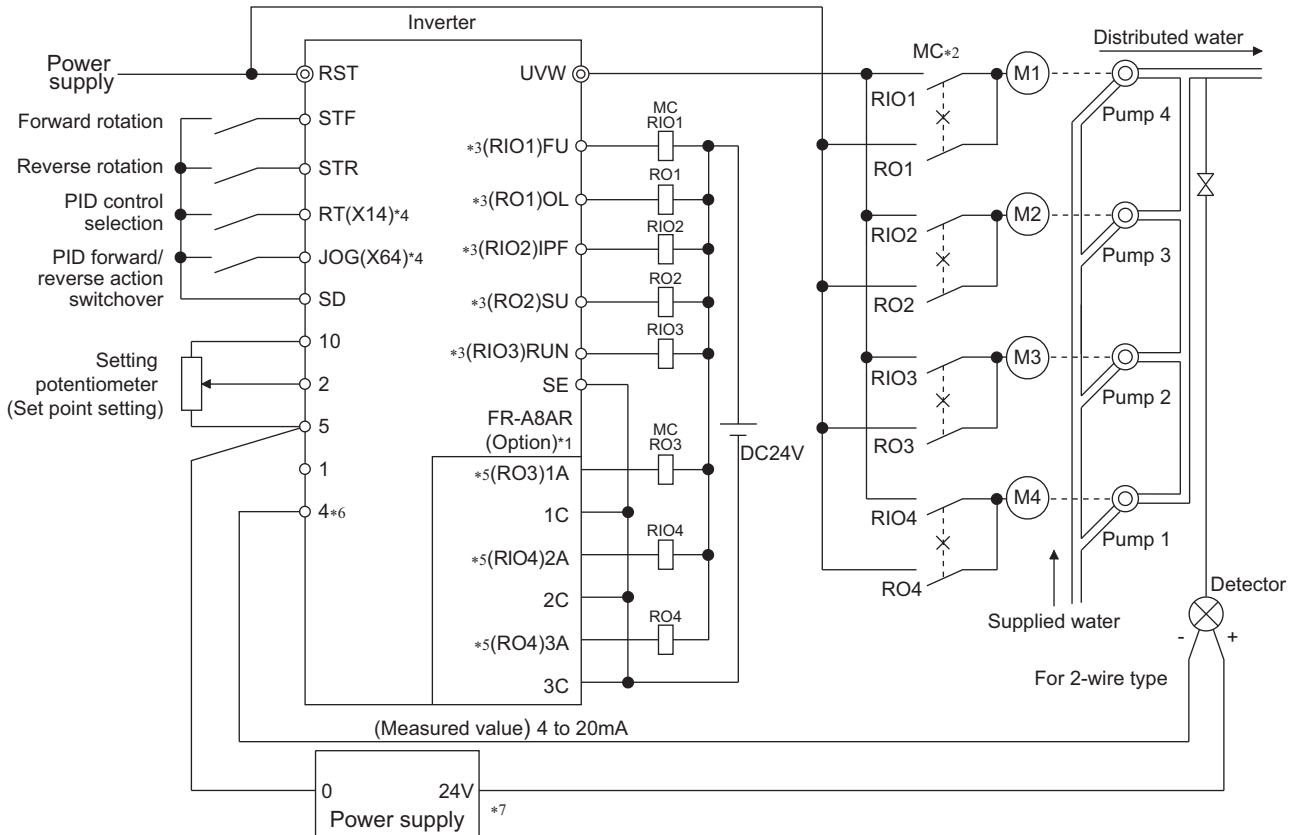 Inverter
Distributed water
Power
supply
RST
UVW
MC*2
M1
RIO1
Pump 4
RO1
Forward rotation
STF
MC
RIO1
*3(RIO1)FU
Reverse rotation
STR
RO1
*3(RO1)OL
PID control
selection
RT(X14)*4
RIO2
*3(RIO2)IPF
M2
RIO2
Pump 3
RO2
PID forward/
reverse action
switchover
JOG(X64)*4
SD
RO2
*3(RO2)SU
RIO3
*3(RIO3)RUN
10
Setting
potentiometer
(Set point setting)
2
5
SE
FR-A8AR
(Option)*1
DC24V
M3
RIO3
Pump 2
RO3
MC
RO3
1
*5(RO3)1A
4*6
1C
RIO4
*5(RIO4)2A
2C
RO4
*5(RO4)3A
3C
M4
RIO4
Pump 1
RO4
Detector
Supplied water
- +
For 2-wire type
(Measured value) 4 to 20mA
0 24V
Power supply
*7